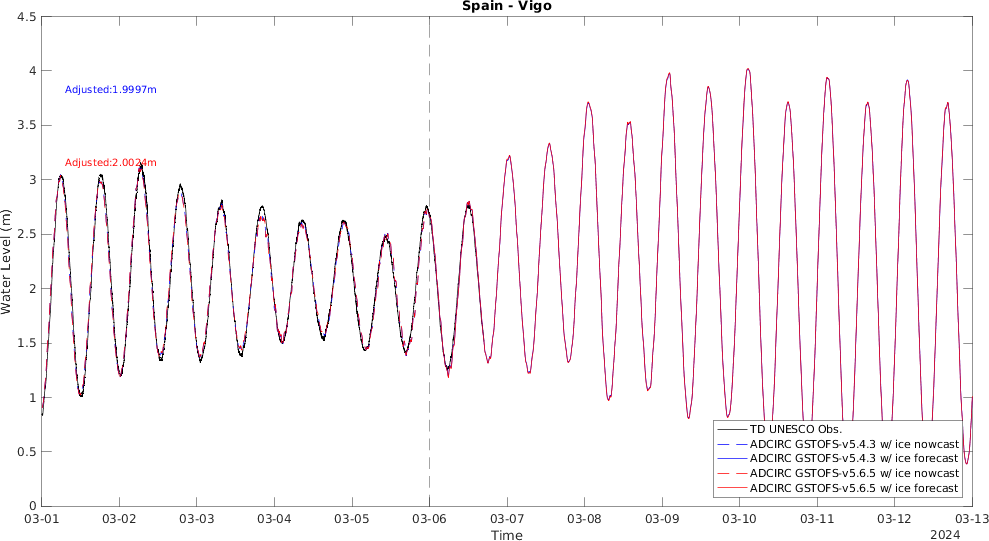 Spain - Vigo
4.5
4
3.5
3
2.5
2
1.5
1
0.5
0
Water Level (m)
Adjusted:1.9997m
Adjusted:2.0024m
TD UNESCO Obs.
ADCIRC GSTOFS-v5.4.3 w/ ice nowcast
ADCIRC GSTOFS-v5.4.3 w/ ice forecast
ADCIRC GSTOFS-v5.6.5 w/ ice nowcast
ADCIRC GSTOFS-v5.6.5 w/ ice forecast
03-01 03-02 03-03 03-04 03-05 03-06 03-07 03-08 03-09 03-10 03-11 03-12 03-13
Time
2024